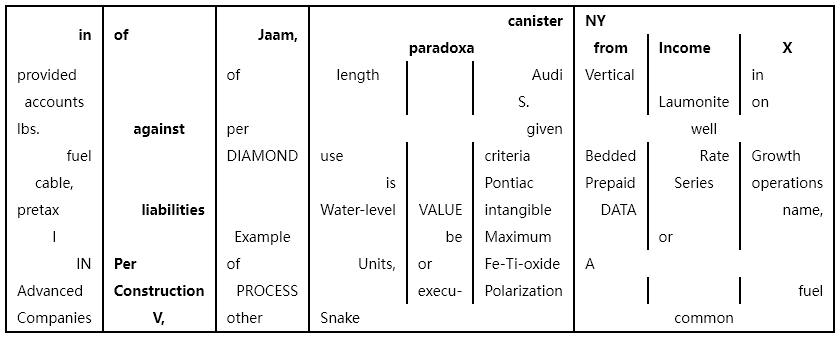 canister NY
in of Jaam, paradoxa from Income X
provided of length Audi Vertical in
accounts S. Laumonite on
lbs. against per given well
fuel DIAMOND use criteria Bedded Rate Growth
cable, is Pontiac Prepaid Series operations
pretax liabilities Water-level VALUE intangible DATA name,
I Example be Maximum or
IN Per of Units, or Fe-Ti-oxide A
Advanced Construction PROCESS execu- Polarization fuel
Companies V, other Snake common